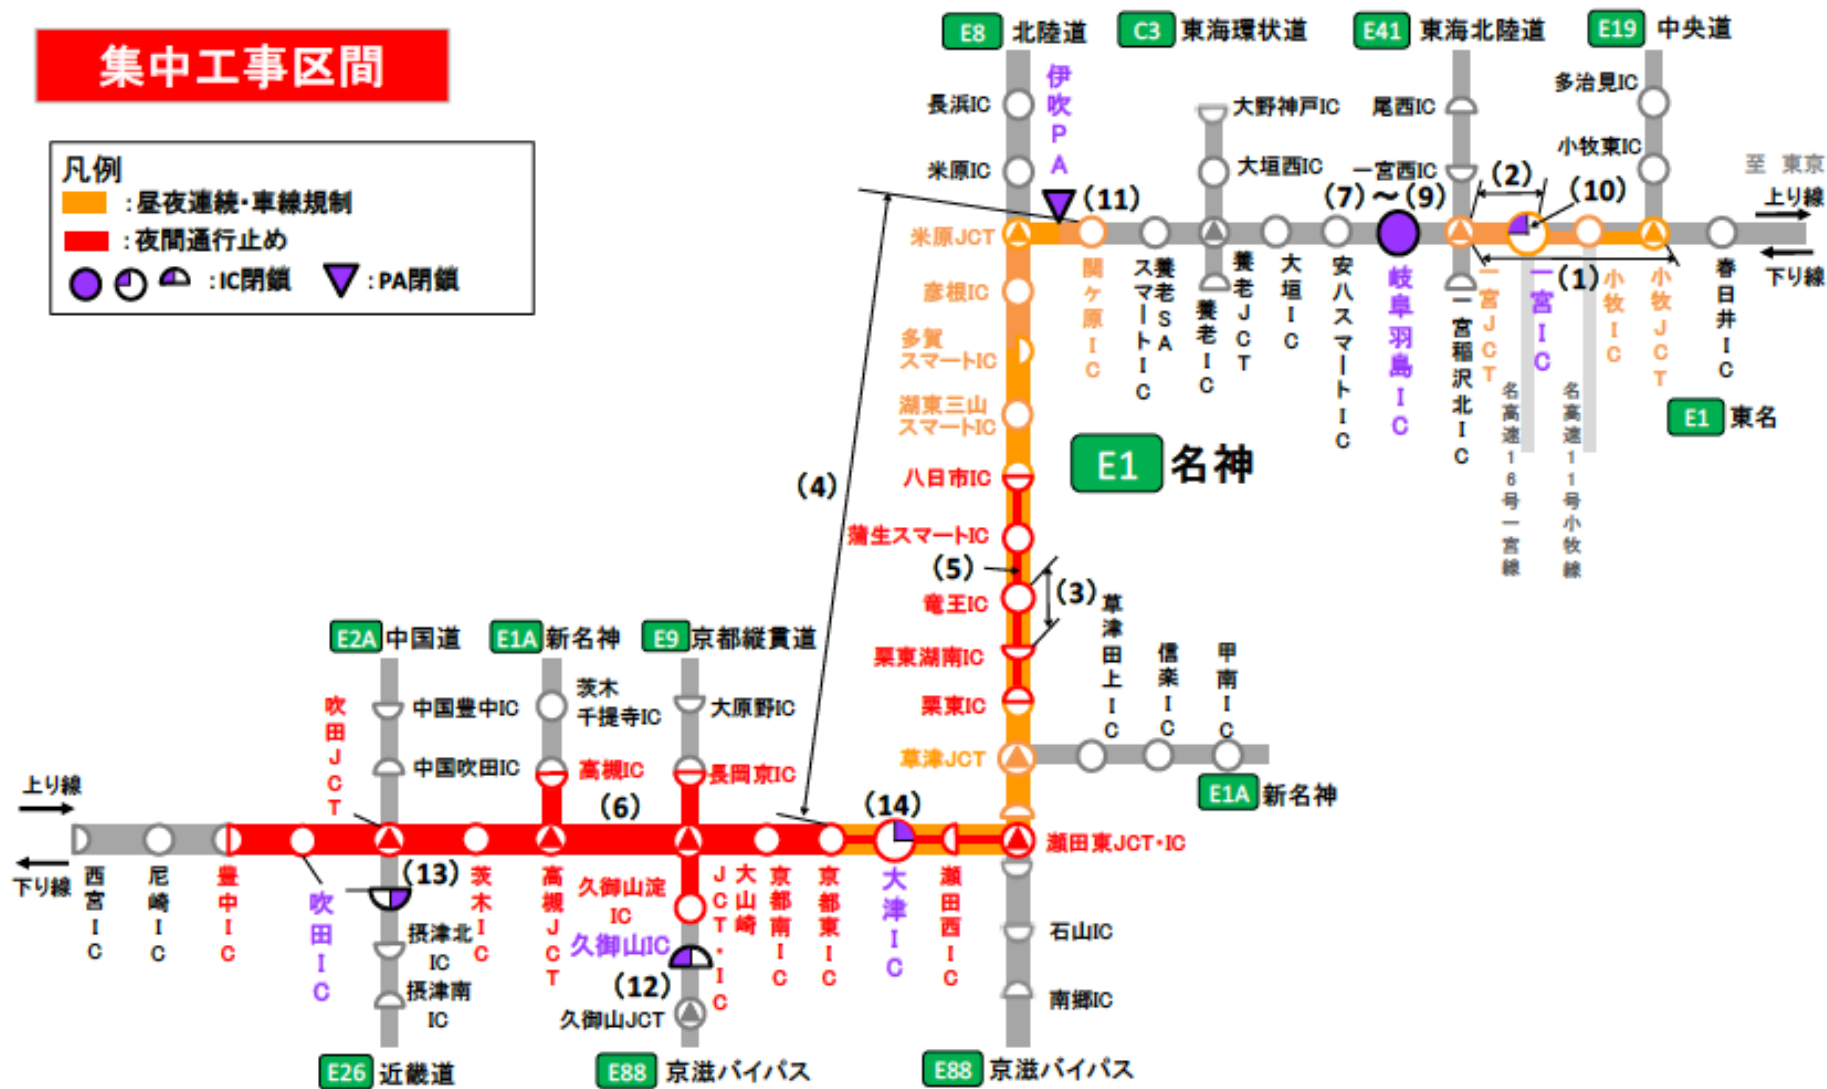 集中工事区間
凡例
：昼夜連続・車線規制
：夜間通行止め
：IC閉鎖
：PA閉鎖
E8 北陸道
C3 東海環状道
E41 東海北陸道
E19 中央道
長浜IC
米原IC
伊吹PA
大野神戸IC
大垣西IC
尾西IC
一宮西IC
多治見IC
小牧東IC
至 東京
上り線
下り線
(11)
(7)～(9)
(2)
(10)
(1)
米原JCT
関ヶ原IC
養老SA
スマートIC
養老JCT
養老IC
大垣IC
安八スマートIC
岐阜羽島IC
一宮稲沢北IC
一宮JCT
一宮IC
小牧IC
小牧JCT
春日井IC
名高速16号一宮線
名高速11号小牧線
E1 東名
E1 名神
彦根IC
多賀
スマートIC
湖東三山
スマートIC
八日市IC
蒲生スマートIC
(4)
(5)
(3)
竜王IC
栗東湖南IC
栗東IC
草津JCT
草津田上IC
信楽IC
甲南IC
E1A 新名神
E2A 中国道
E1A 新名神
E9 京都縦貫道
吹田JCT
中国豊中IC
中国吹田IC
茨木
千提寺IC
高槻IC
大原野IC
長岡京IC
(6)
(14)
瀬田東JCT・IC
上り線
下り線
西宮IC
尼崎IC
豊中IC
吹田IC
(13)
摂津北
IC
摂津南
IC
茨木IC
高槻JCT
久御山淀
IC
久御山IC
(12)
久御山JCT
大山崎
JCT・IC
京都南IC
京都東IC
大津IC
瀬田西IC
石山IC
南郷IC
E26 近畿道
E88 京滋バイパス
E88 京滋バイパス